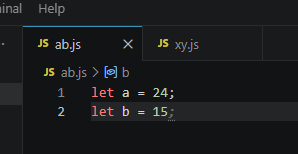 minal Help
JS ab.js × JS xy.js
JS ab.js > b
1 let a = 24;
2 let b = 15;